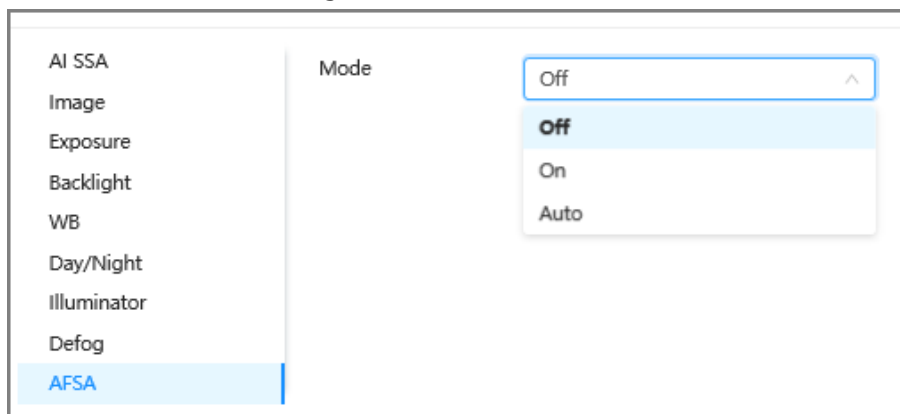 AI SSA
Image
Exposure
Backlight
WB
Day/Night
Illuminator
Defog
AFSA
Mode
Off
Off
On
Auto